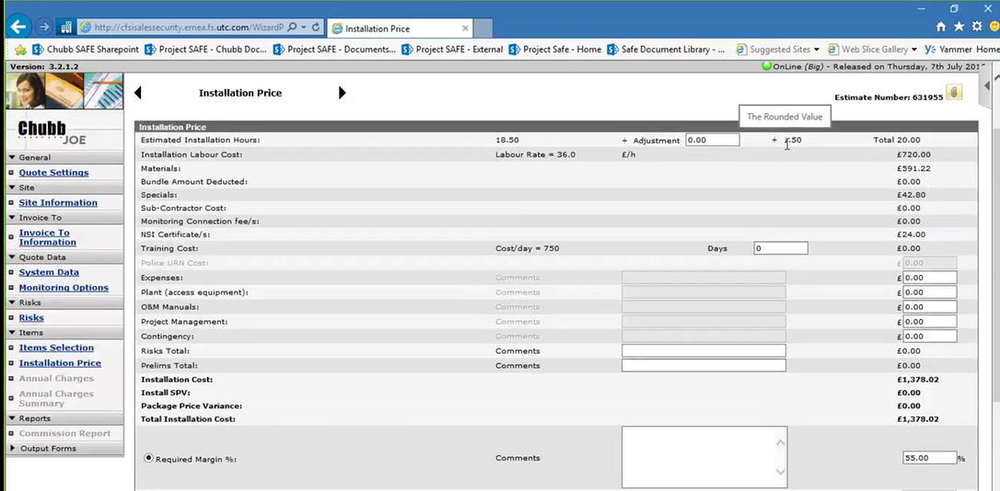 http://cfsisalessecurity.emea.fs.utc.com/WizardP
Installation Price
Chubb SAFE Sharepoint Project SAFE - Chubb Doc... Project SAFE - Documents... Project SAFE - External Project Safe - Home Safe Document Library - ... Suggested Sites Web Slice Gallery Yammer Home
Version: 3.2.1.2
OnLine (Big) - Released on Thursday, 7th July
Installation Price
Estimate Number: 631955
The Rounded Value
Chubb
JOE
General
Quote Settings
Site
Site Information
Invoice To
Invoice To
Information
Quote Data
System Data
Monitoring Options
Risks
Risks
Items
Items Selection
Installation Price
Annual Charges
Annual Charges
Summary
Reports
Commission Report
Output Forms
Installation Price
Estimated Installation Hours: 18.50 + Adjustment 0.00 + .50 Total 20.00
Installation Labour Cost: Labour Rate = 36.0 £/h £720.00
Materials: £591.22
Bundle Amount Deducted: £0.00
Specials: £42.80
Sub-Contractor Cost: £0.00
Monitoring Connection fee/s: £0.00
NSI Certificate/s: £24.00
Training Cost: Cost/day = 750 Days 0 £0.00
Police URN Cost: £ 0.00
Expenses: Comments £ 0.00
Plant (access equipment): Comments £ 0.00
O&M Manuals: Comments £ 0.00
Project Management: Comments £ 0.00
Contingency: Comments £ 0.00
Risks Total: Comments £0.00
Prelims Total: Comments £0.00
Installation Cost: £1,378.02
Install SPV: £0.00
Package Price Variance: £0.00
Total Installation Cost: £1,378.02
Required Margin %: Comments 55.00 %